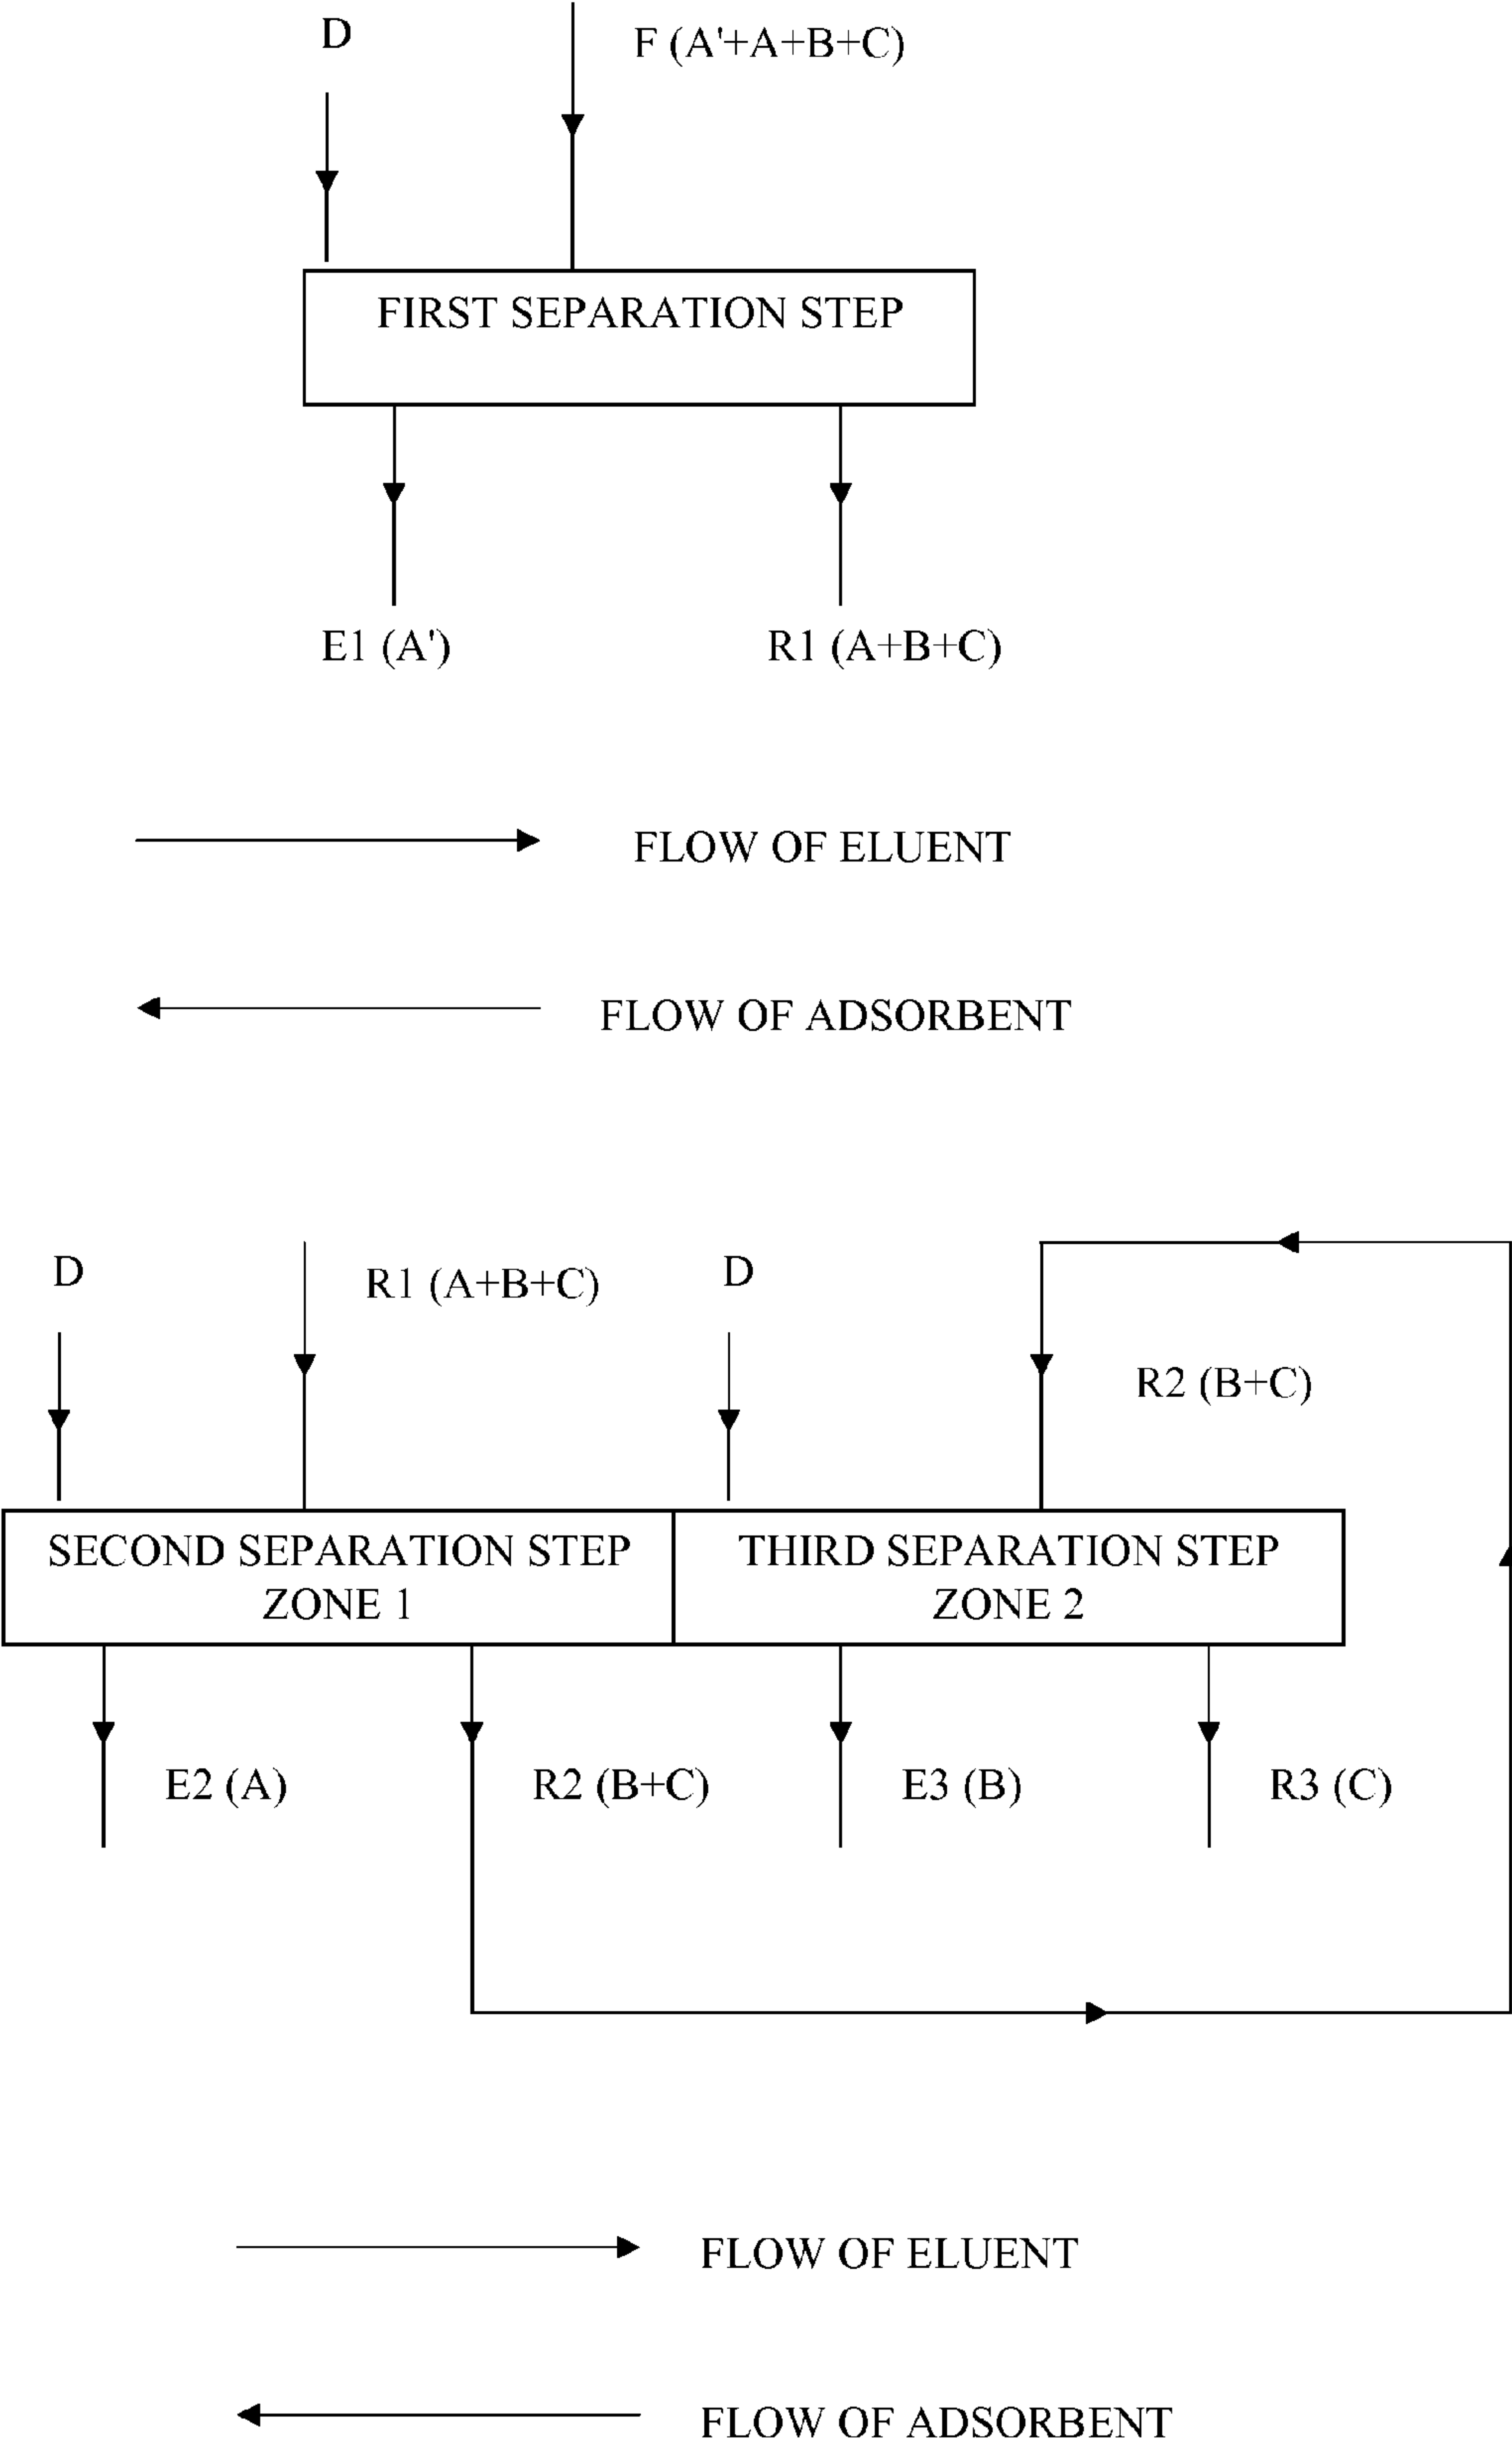 D
F (A'+A+B+C)
FIRST SEPARATION STEP
E1 (A')
R1 (A+B+C)
FLOW OF ELUENT
FLOW OF ADSORBENT
D
R1 (A+B+C)
D
R2 (B+C)
SECOND SEPARATION STEP
ZONE 1
THIRD SEPARATION STEP
ZONE 2
E2 (A)
R2 (B+C)
E3 (B)
R3 (C)
FLOW OF ELUENT
FLOW OF ADSORBENT